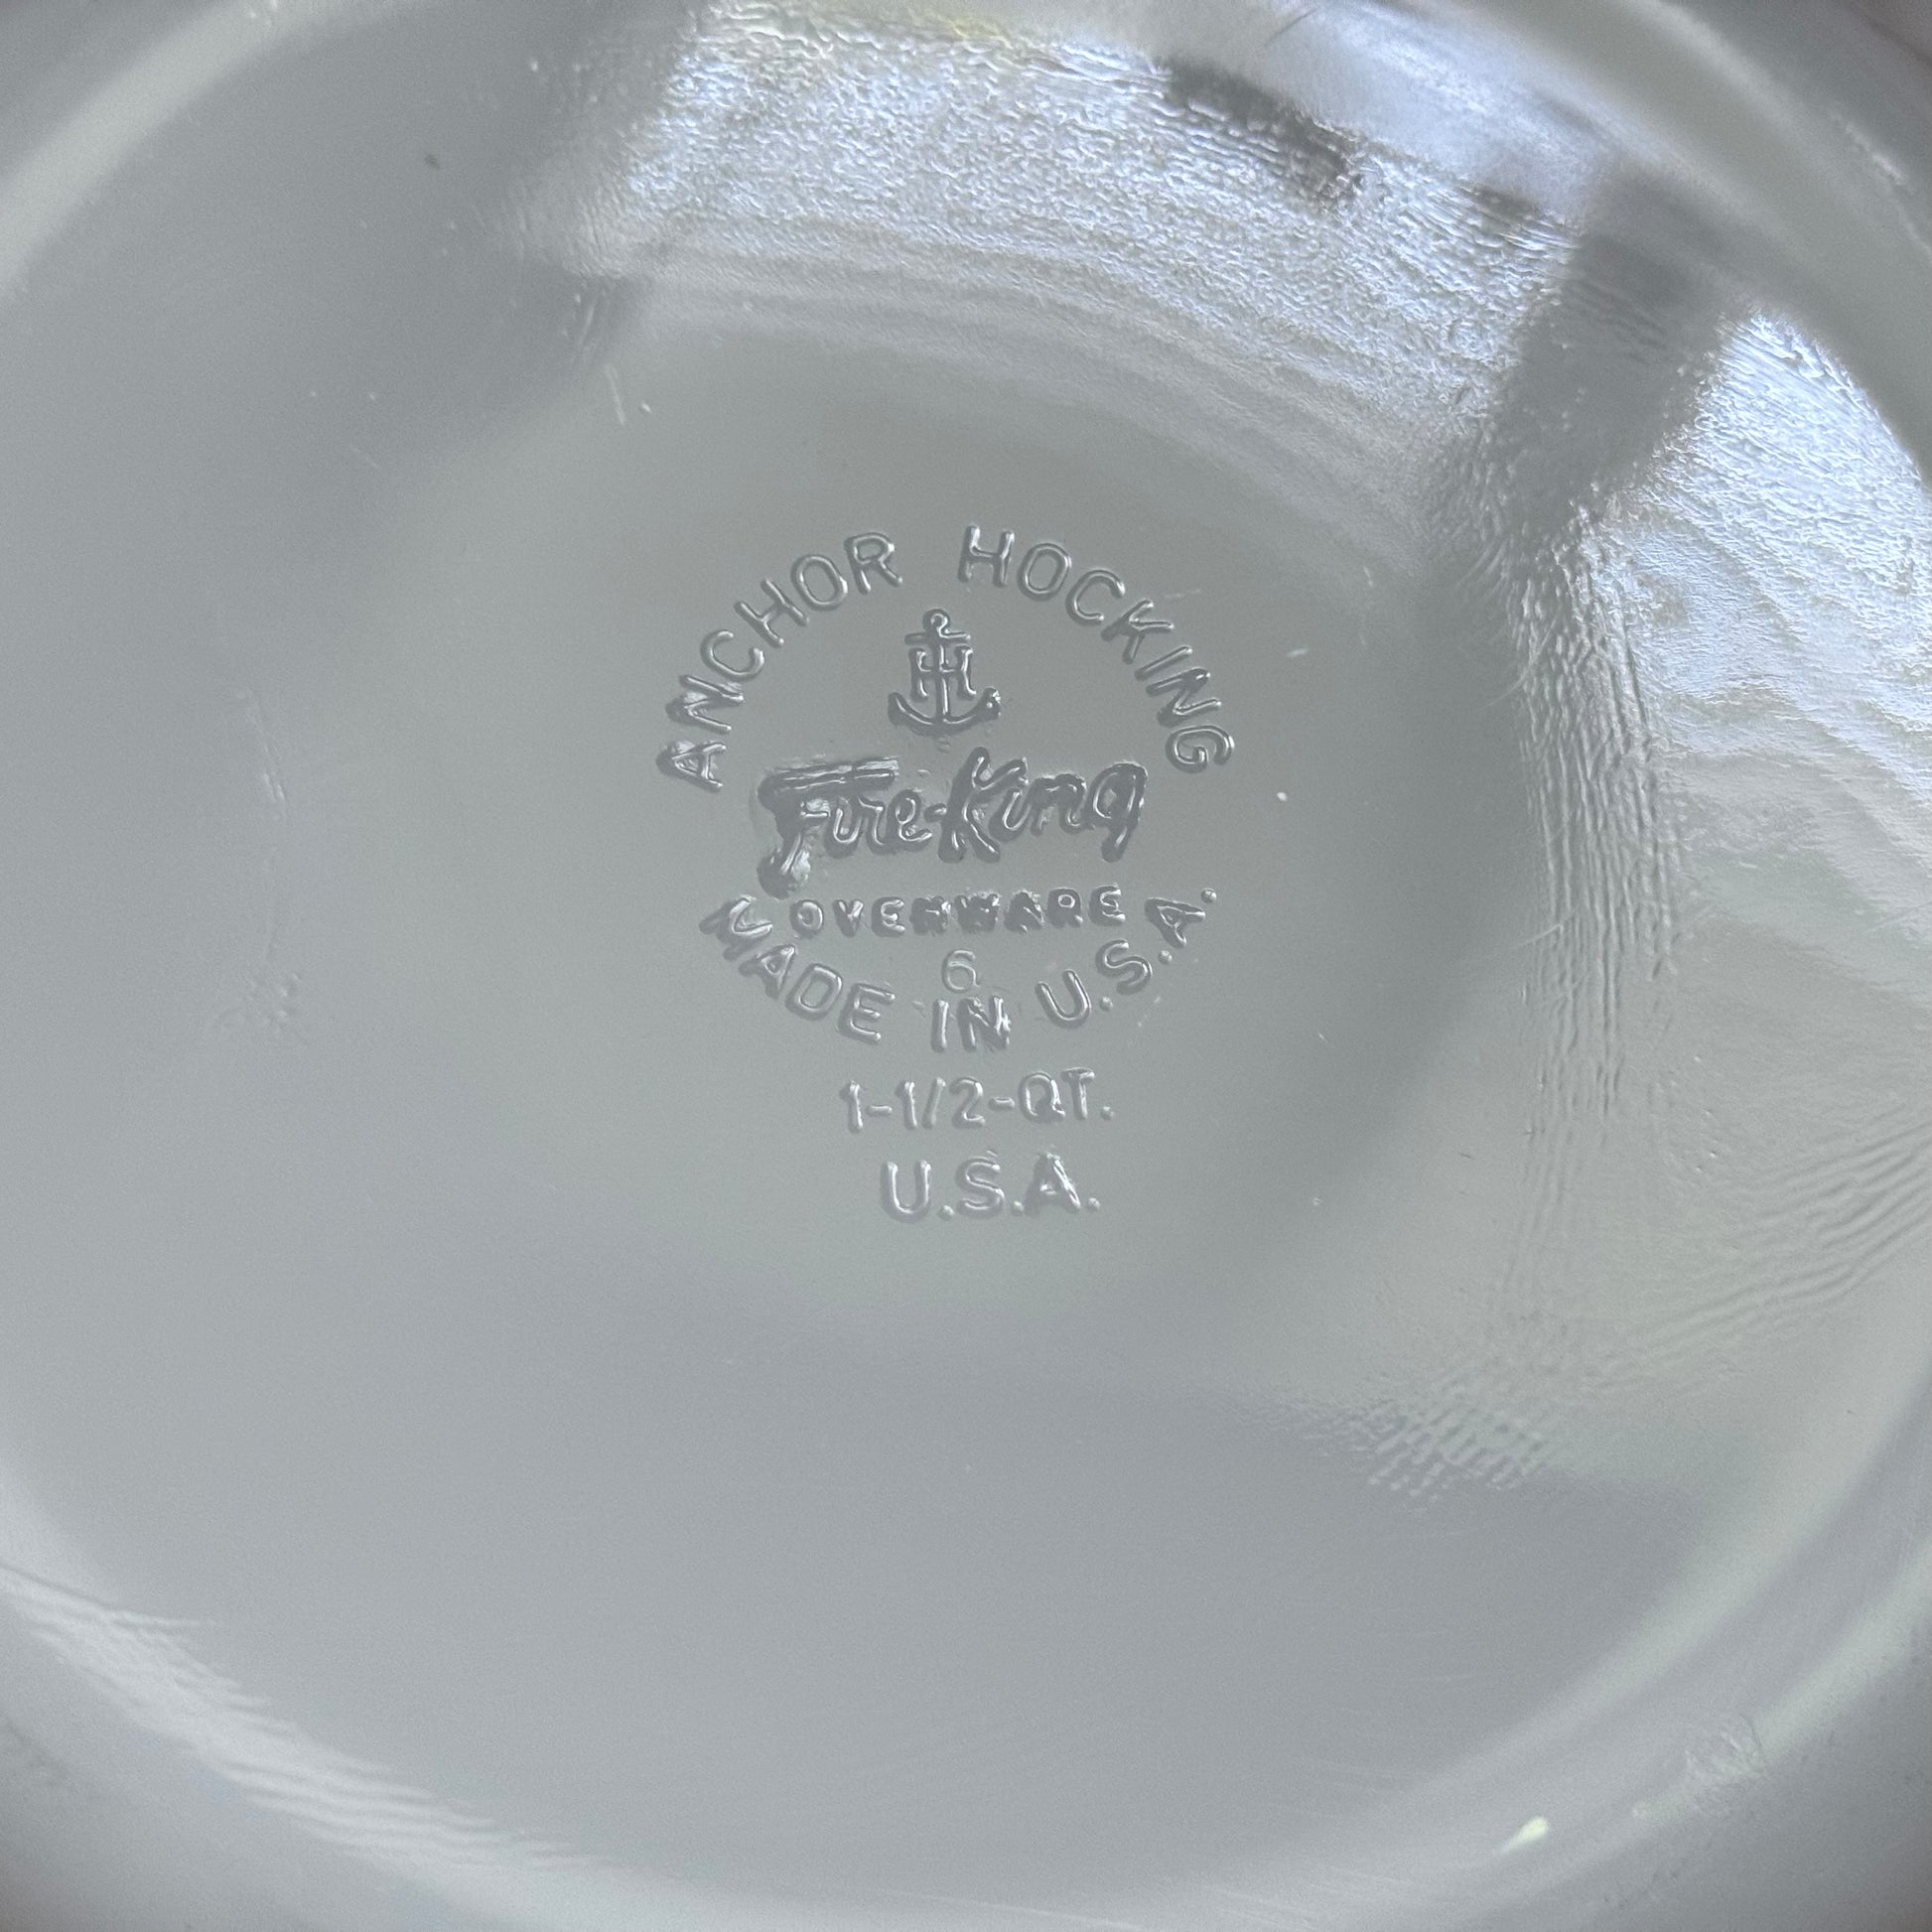 ANCHOR HOCKING
Fire-King
OVENWARE
6
MADE IN U.S.A.
1-1/2-QT.
U.S.A.